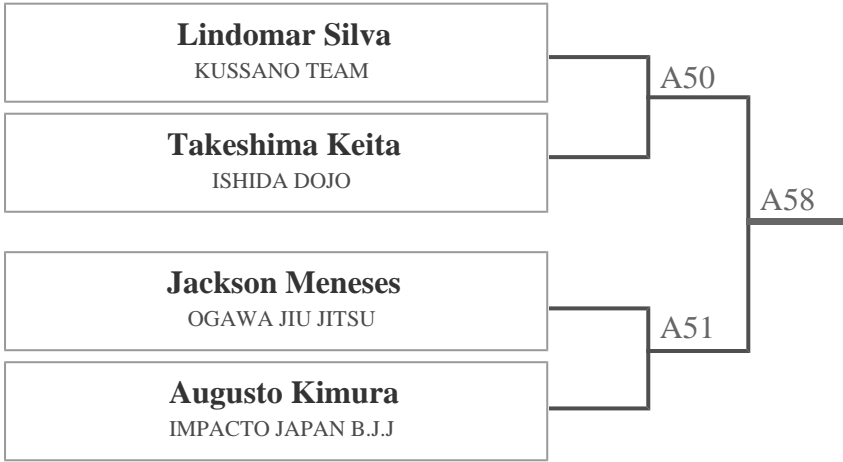 Lindomar Silva
KUSSANO TEAM
A50
Takeshima Keita
ISHIDA DOJO
A58
Jackson Meneses
OGAWA JIU JITSU
A51
Augusto Kimura
IMPACTO JAPAN B.J.J